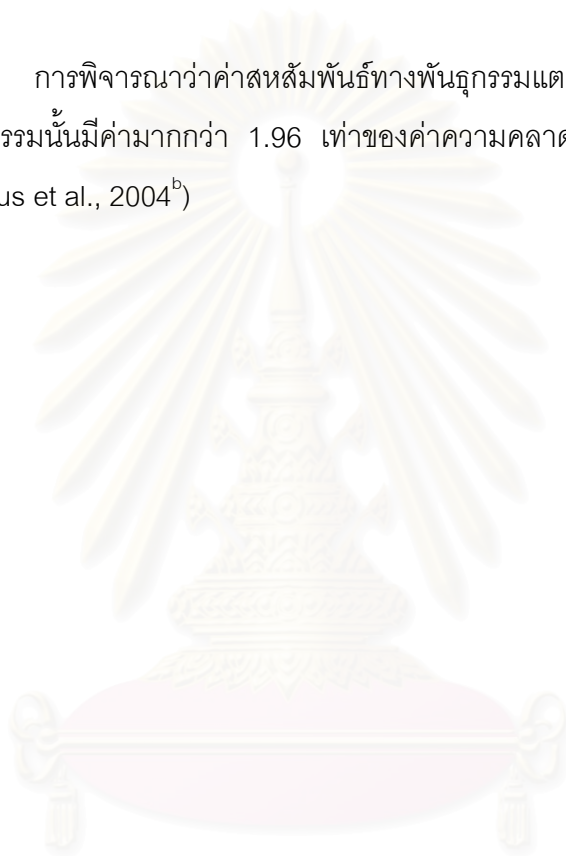 การพิจารณาว่าค่าสหสัมพันธ์ทางพันธุกรรมแต
รรมนั้นมีค่ามากกว่า 1.96 เท่าของค่าความคลาด
us et al., 2004ᵇ)